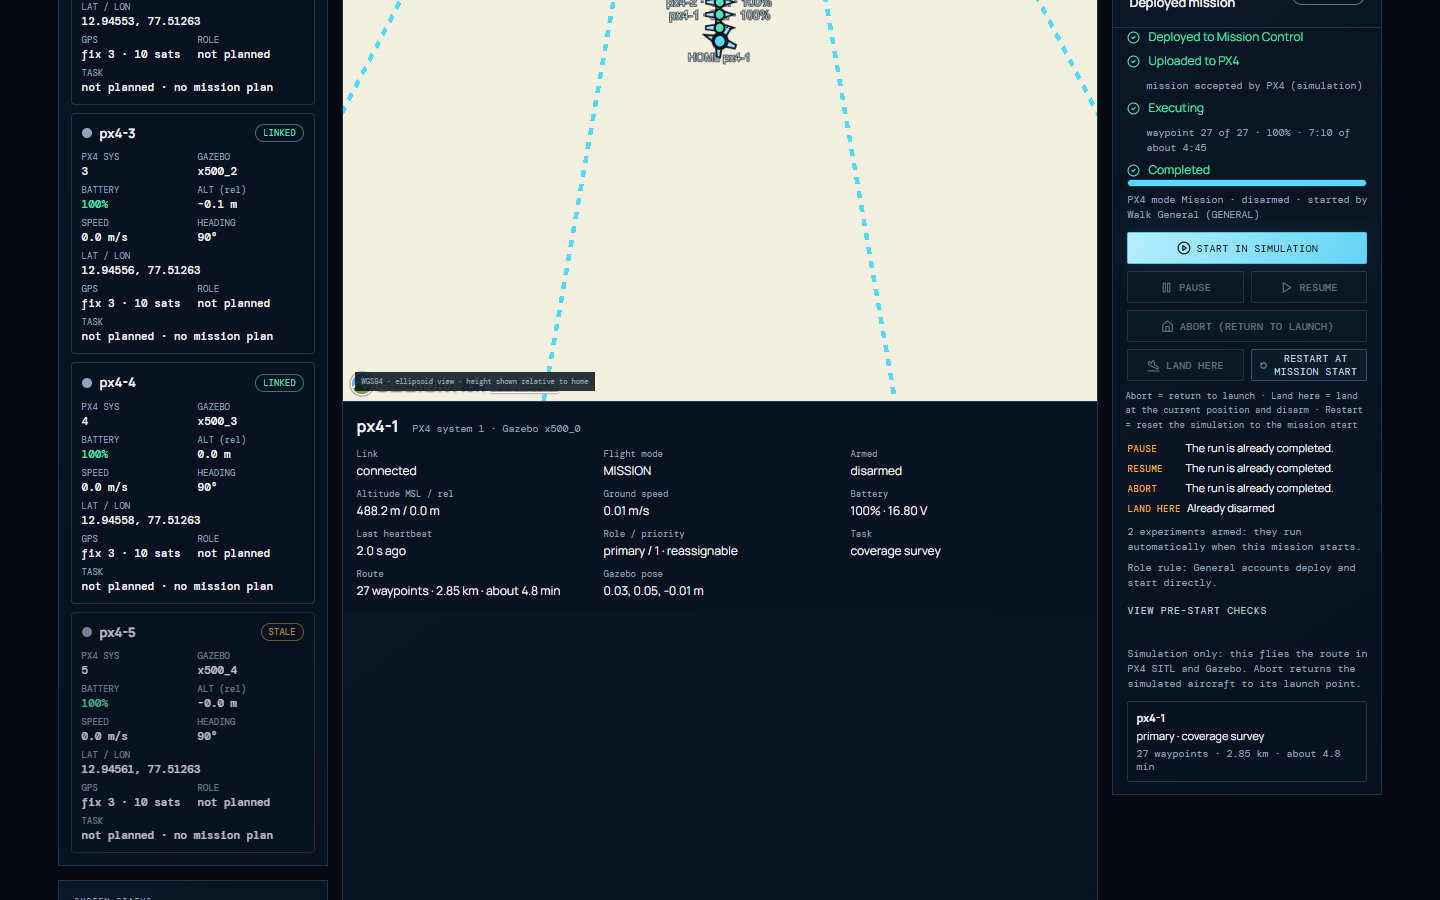 LAT / LON
12.94553, 77.51263
GPS
ROLE
fix 3 · 10 sats
not planned
TASK
not planned · no mission plan
px4-3
LINKED
PX4 SYS
GAZEBO
3
x500_2
BATTERY
ALT (rel)
100%
-0.1 m
SPEED
HEADING
0.0 m/s
90°
LAT / LON
12.94556, 77.51263
GPS
ROLE
fix 3 · 10 sats
not planned
TASK
not planned · no mission plan
px4-4
LINKED
PX4 SYS
GAZEBO
4
x500_3
BATTERY
ALT (rel)
100%
0.0 m
SPEED
HEADING
0.0 m/s
90°
LAT / LON
12.94558, 77.51263
GPS
ROLE
fix 3 · 10 sats
not planned
TASK
not planned · no mission plan
px4-5
STALE
PX4 SYS
GAZEBO
5
x500_4
BATTERY
ALT (rel)
100%
-0.0 m
SPEED
HEADING
0.0 m/s
90°
LAT / LON
12.94561, 77.51263
GPS
ROLE
fix 3 · 10 sats
not planned
TASK
not planned · no mission plan
px4-2 · 100%
px4-1 · 100%
HOME px4-1
WGS84 · ellipsoid view · height shown relative to home
px4-1
PX4 system 1 · Gazebo x500_0
Link
Flight mode
Armed
connected
MISSION
disarmed
Altitude MSL / rel
Ground speed
Battery
488.2 m / 0.0 m
0.01 m/s
100% · 16.80 V
Last heartbeat
Role / priority
Task
2.0 s ago
primary / 1 · reassignable
coverage survey
Route
Gazebo pose
27 waypoints · 2.85 km · about 4.8 min
0.03, 0.05, -0.01 m
Deployed mission
Deployed to Mission Control
Uploaded to PX4
mission accepted by PX4 (simulation)
Executing
waypoint 27 of 27 · 100% · 7:10 of
about 4:45
Completed
PX4 mode Mission · disarmed · started by
Walk General (GENERAL)
START IN SIMULATION
PAUSE
RESUME
ABORT (RETURN TO LAUNCH)
LAND HERE
RESTART AT
MISSION START
Abort = return to launch · Land here = land
at the current position and disarm · Restart
= reset the simulation to the mission start
PAUSE The run is already completed.
RESUME The run is already completed.
ABORT The run is already completed.
LAND HERE Already disarmed
2 experiments armed: they run
automatically when this mission starts.
Role rule: General accounts deploy and
start directly.
VIEW PRE-START CHECKS
Simulation only: this flies the route in
PX4 SITL and Gazebo. Abort returns the
simulated aircraft to its launch point.
px4-1
primary · coverage survey
27 waypoints · 2.85 km · about 4.8
min